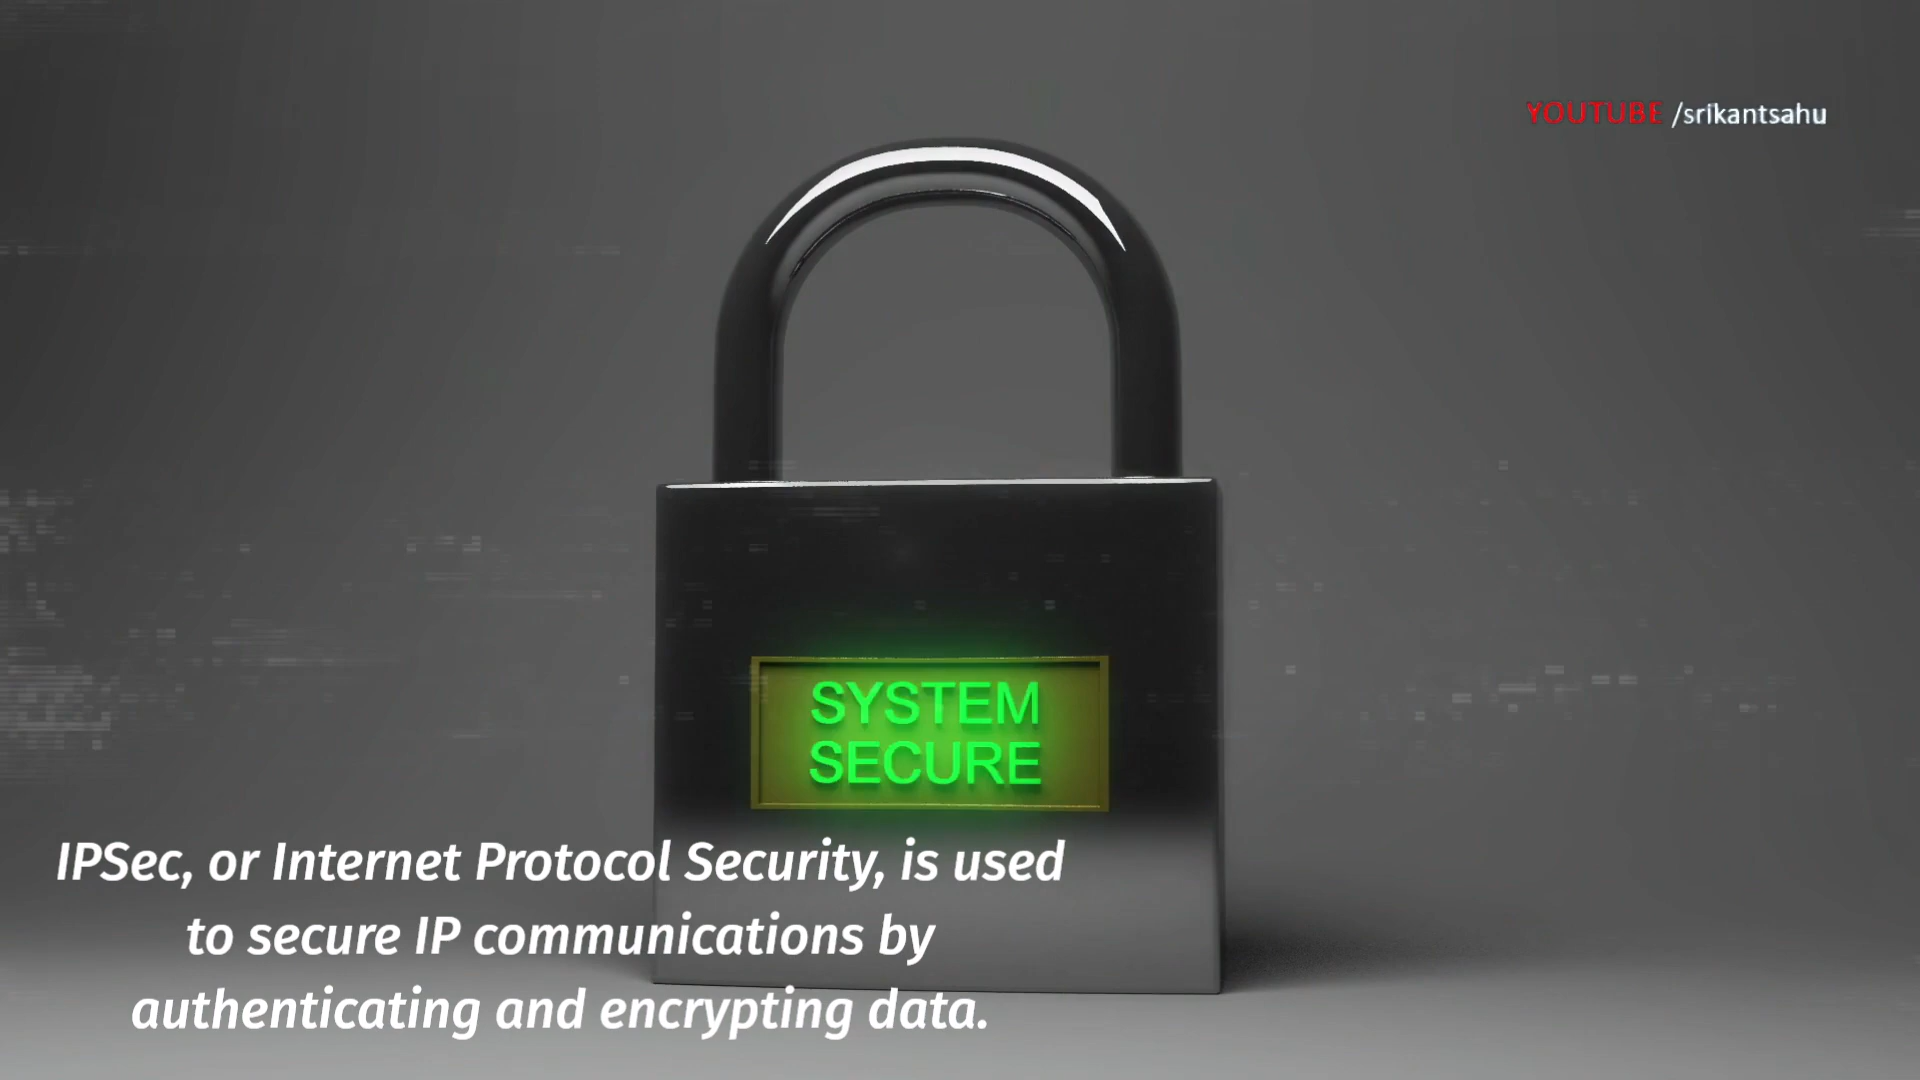 YOUTUBE /srikantsahu
SYSTEM
SECURE
IPSec, or Internet Protocol Security, is used
to secure IP communications by
authenticating and encrypting data.